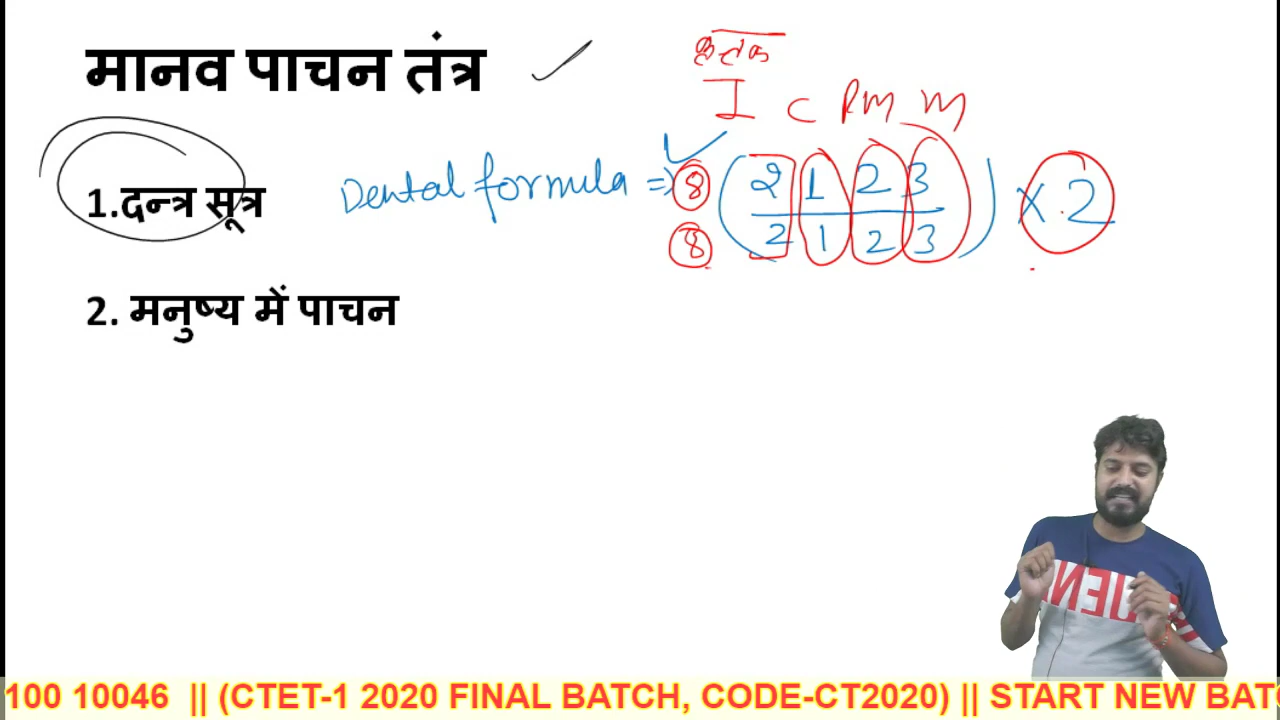 मानव पाचन तंत्र
कृतंक
I C PM M
1.दन्त्र सूत्र
Dental formula ⇒ 8 ( 2 1 2 3 ) × 2
8 2 1 2 3
2. मनुष्य में पाचन
100 10046 || (CTET-1 2020 FINAL BATCH, CODE-CT2020) || START NEW BAT